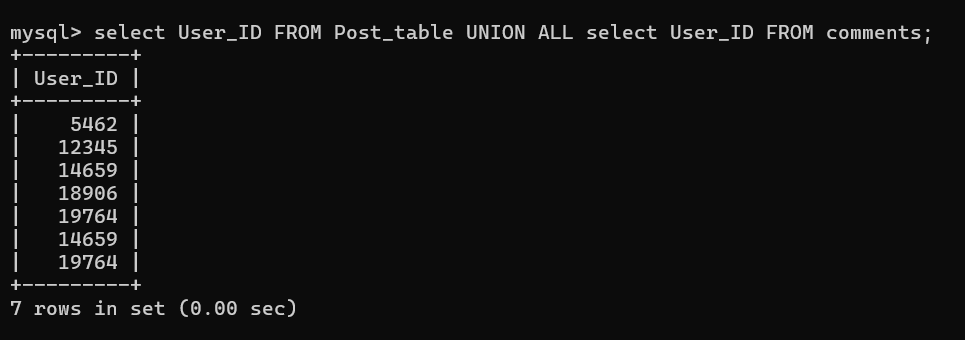 mysql> select User_ID FROM Post_table UNION ALL select User_ID FROM comments;
+---------+
| User_ID |
+---------+
|    5462 |
|   12345 |
|   14659 |
|   18906 |
|   19764 |
|   14659 |
|   19764 |
+---------+
7 rows in set (0.00 sec)